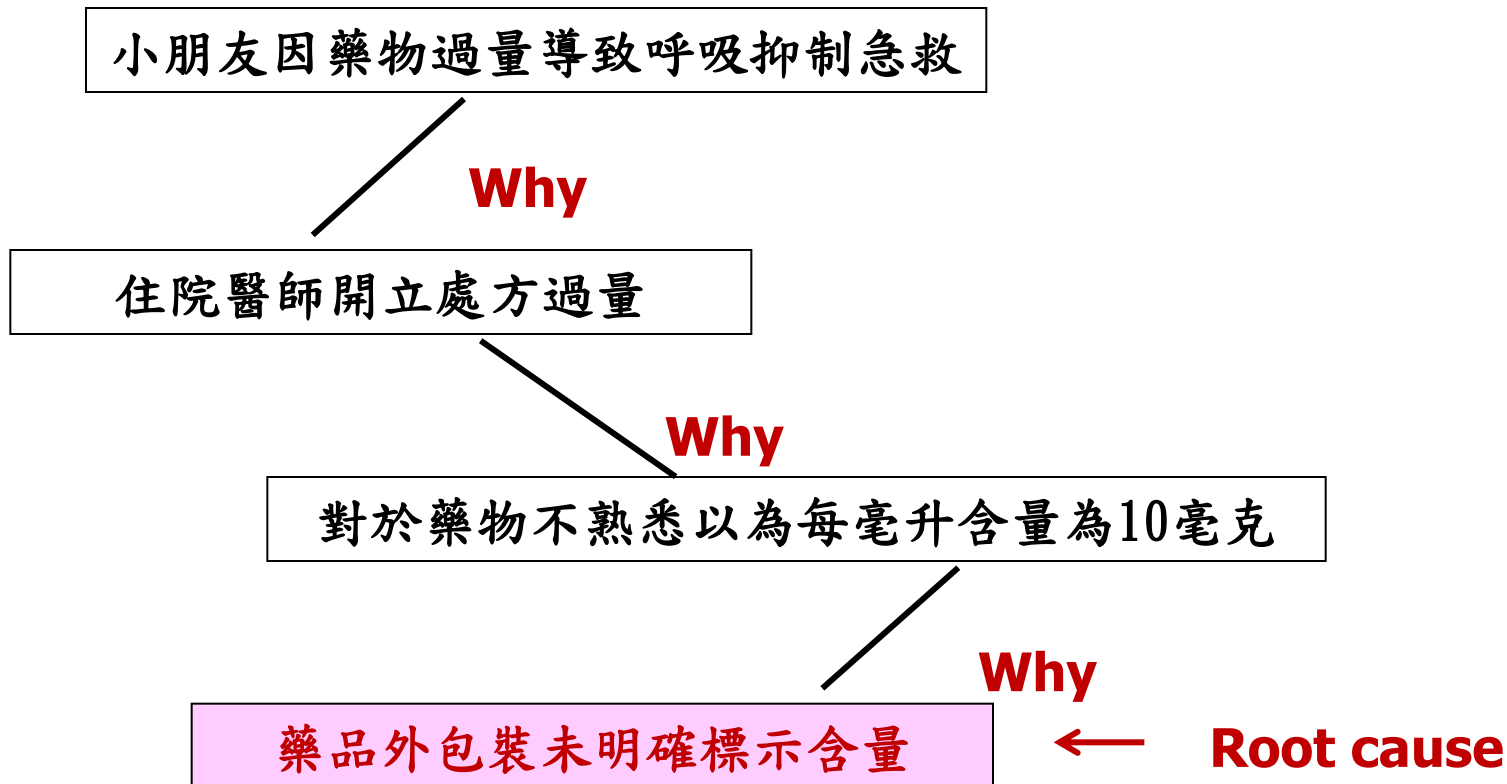 小朋友因藥物過量導致呼吸抑制急救
Why
住院醫師開立處方過量
Why
對於藥物不熟悉以為每毫升含量為10毫克
Why
藥品外包裝未明確標示含量
Root cause